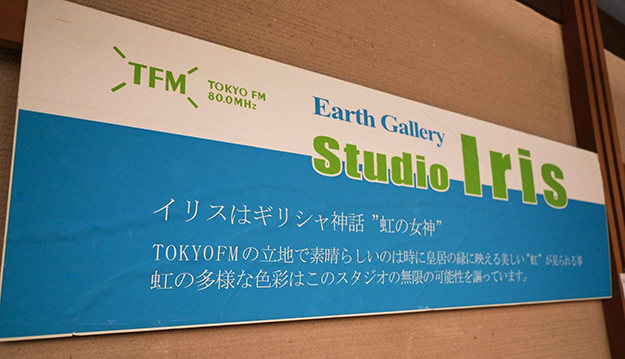 TFM
TOKYO FM
80.0MHz
Earth Gallery
Studio Iris
イリスはギリシャ神話 "虹の女神"
TOKYOFMの立地で素晴らしいのは時に皇居の緑に映える美しい"虹"が見られる事
虹の多様な色彩はこのスタジオの無限の可能性を謳っています。